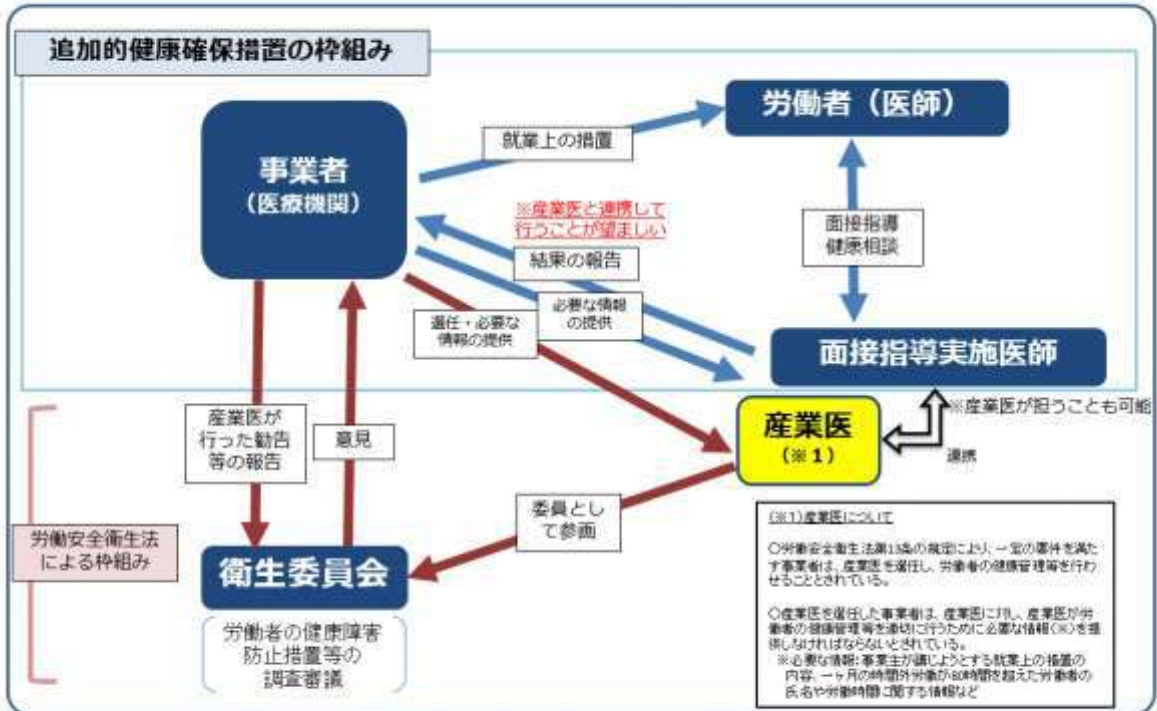 追加的健康確保措置の枠組み
労働者（医師）
就業上の措置
事業者
（医療機関）
※産業医と連携して
行うことが望ましい
結果の報告
面接指導
健康相談
必要な情報
の提供
選任・必要な
情報の提供
面接指導実施医師
※産業医が担うことも可能
産業医
（※１）
連携
産業医が
行った勧告
等の報告
意見
委員とし
て参画
労働安全衛生法
による枠組み
衛生委員会
労働者の健康障害
防止措置等の
調査審議
（※１）産業医について
○労働安全衛生法第13条の規定により、一定の要件を満た
す事業者は、産業医を選任し、労働者の健康管理等を行わ
せることとされている。
○産業医を選任した事業者は、産業医に対し、産業医が労
働者の健康管理等を適切に行うために必要な情報（※）を提
供しなければならないとされている。
※必要な情報：事業主が講じようとする就業上の措置の
内容、一ヶ月の時間外労働が80時間を超えた労働者の
氏名や労働時間に関する情報など